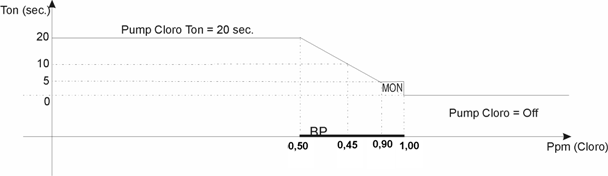 Ton (sec.)
Pump Cloro Ton = 20 sec.
20
10
5
MON
0
Pump Cloro = Off
BP
0,50
0,45
0,90
1,00
Ppm (Cloro)